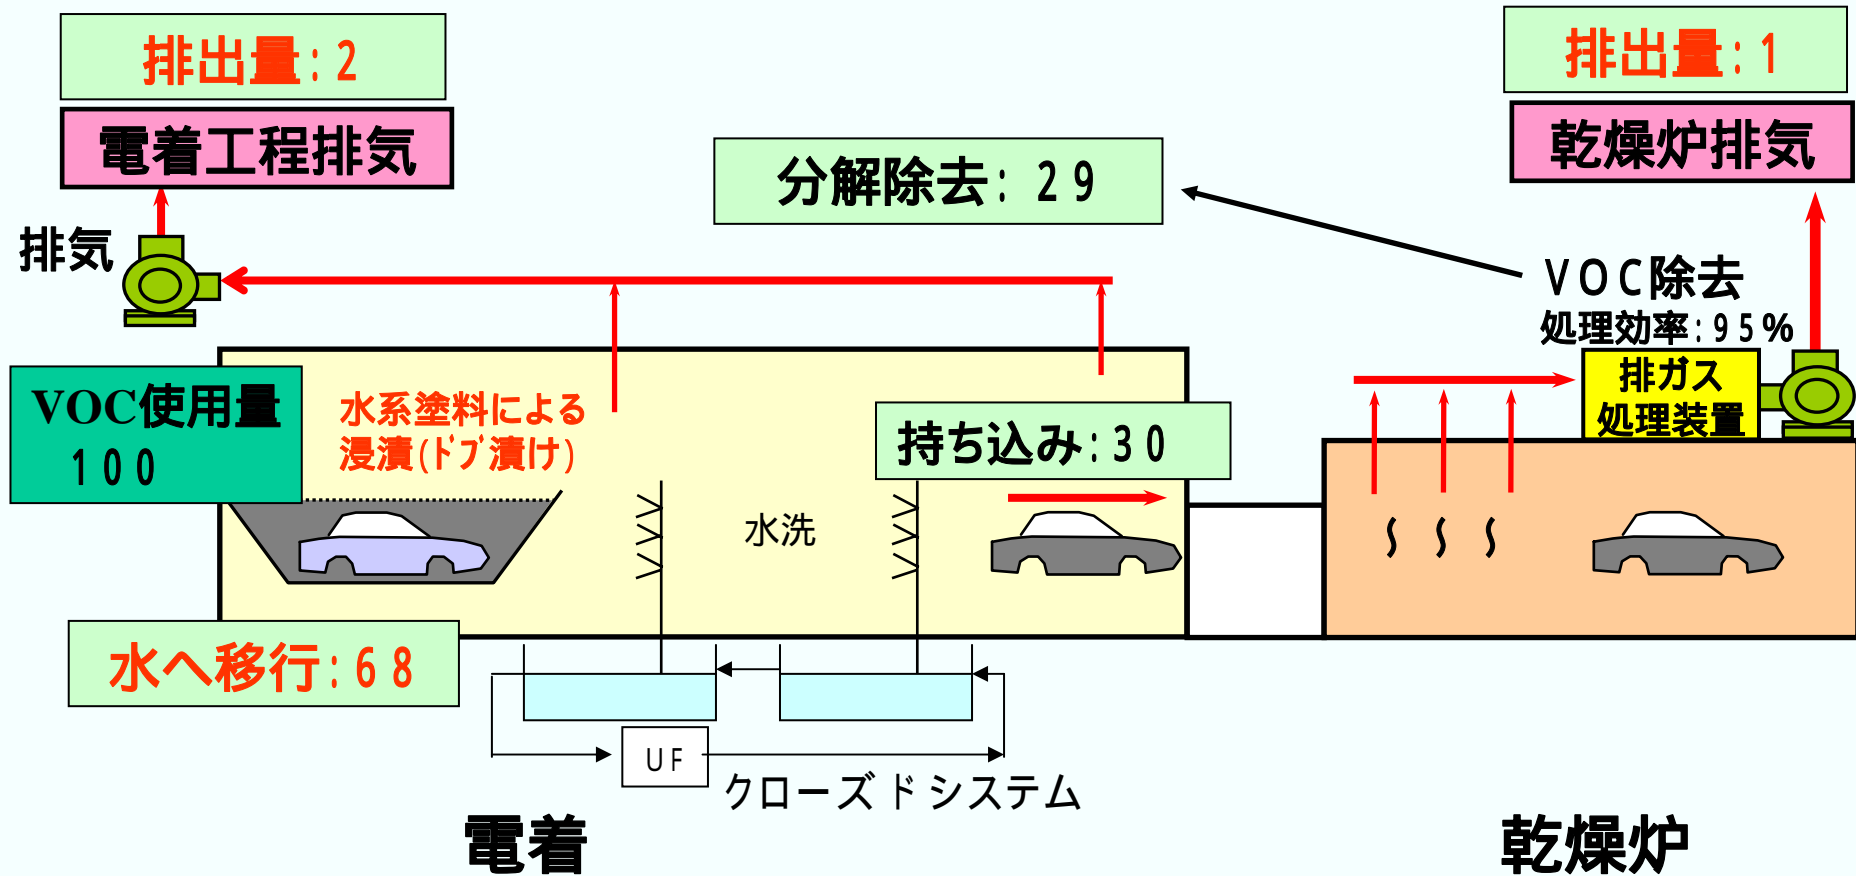 排出量:2
電着工程排気
排気
排出量:1
乾燥炉排気
分解除去:29
VOC除去
処理効率:95%
排ガス
処理装置
VOC使用量
100
水系塗料による
浸漬(ドブ漬け)
持ち込み:30
水洗
水へ移行:68
UF
クローズドシステム
電着
乾燥炉